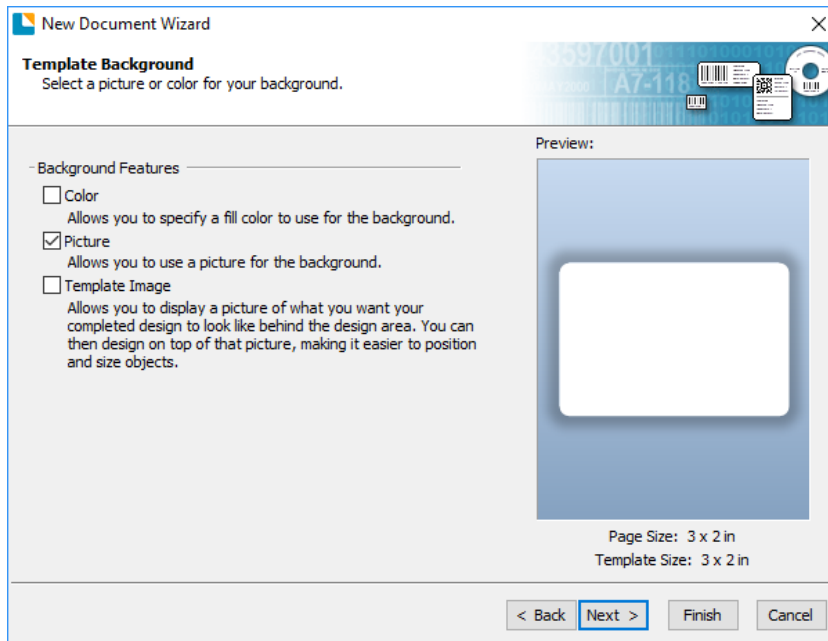 New Document Wizard
Template Background
Select a picture or color for your background.
3597001
A7-118
Background Features
Color
Allows you to specify a fill color to use for the background.
Picture
Allows you to use a picture for the background.
Template Image
Allows you to display a picture of what you want your
completed design to look like behind the design area. You can
then design on top of that picture, making it easier to position
and size objects.
Preview:
Page Size: 3 x 2 in
Template Size: 3 x 2 in
< Back
Next >
Finish
Cancel